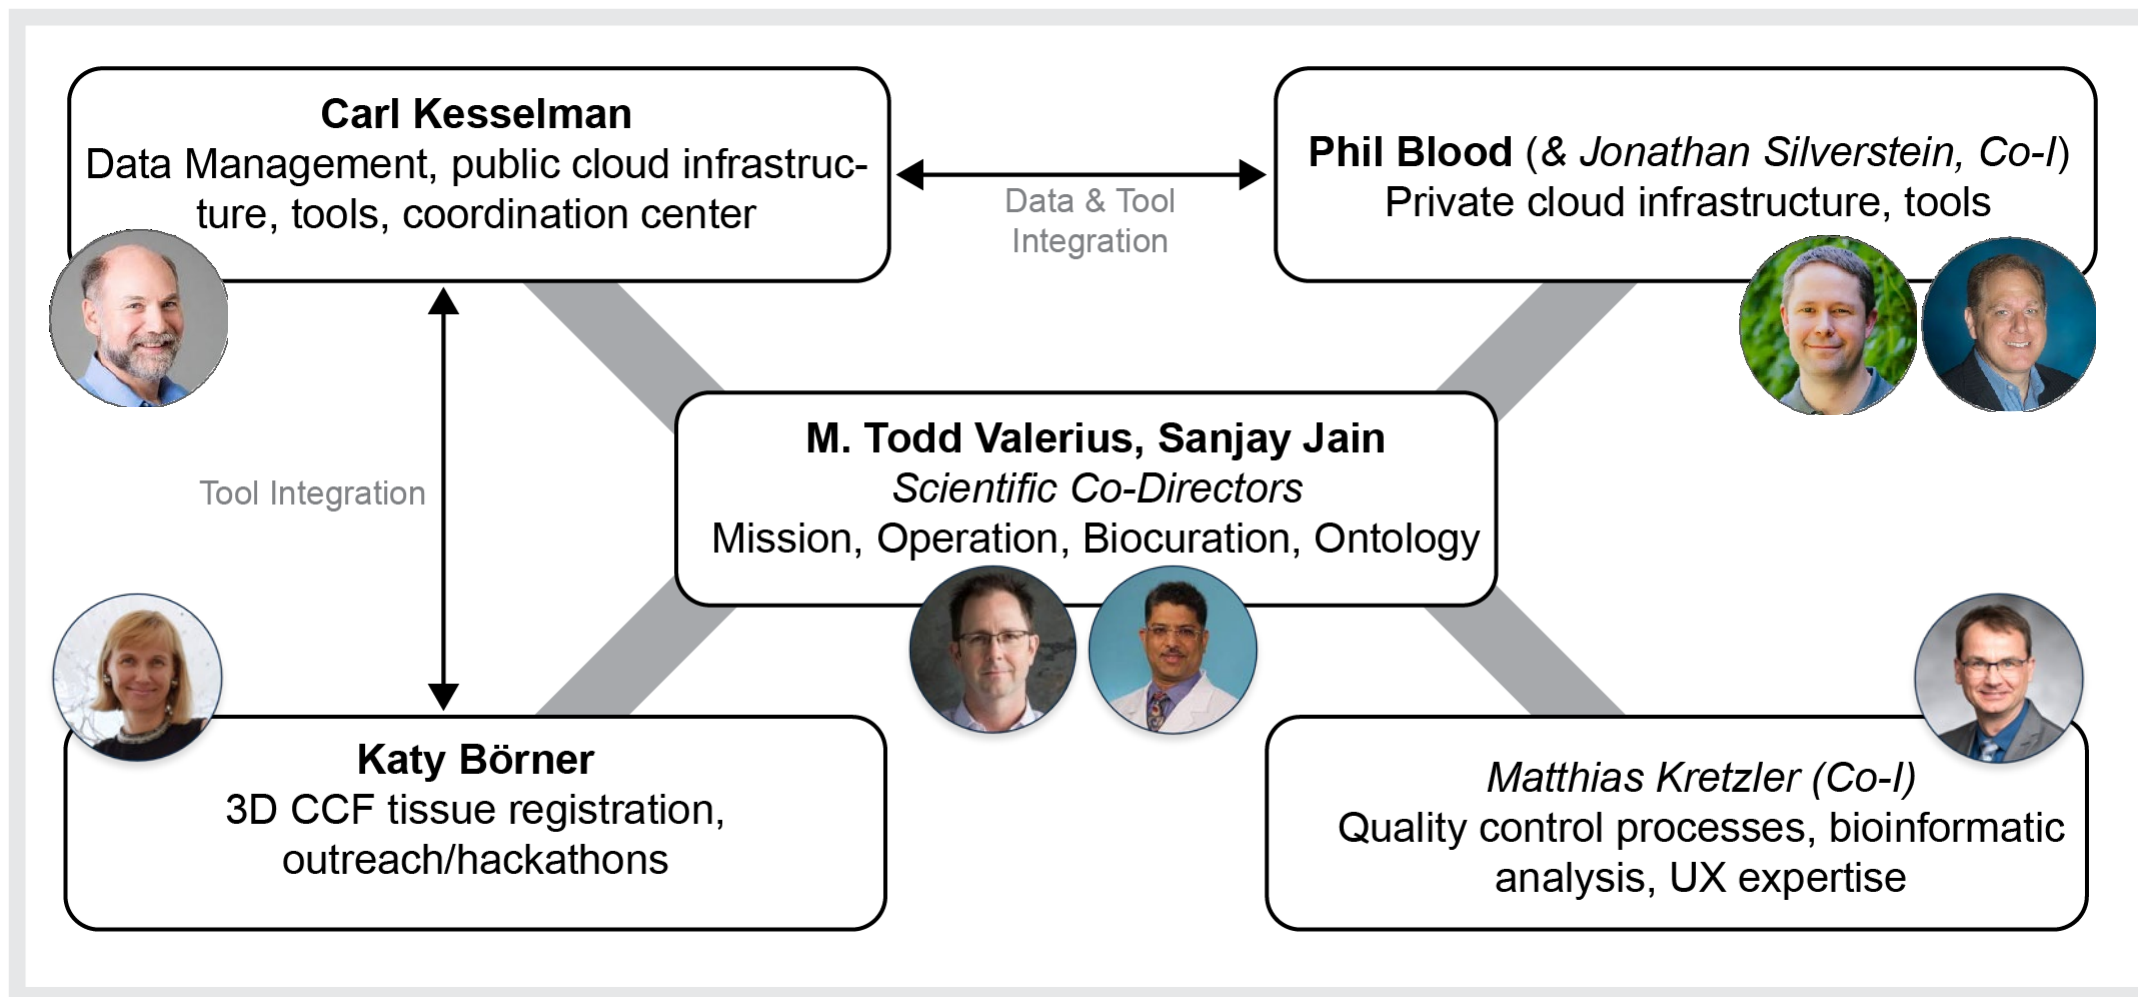 Carl Kesselman
Data Management, public cloud infrastruc-
ture, tools, coordination center
Data & Tool
Integration
Phil Blood (& Jonathan Silverstein, Co-I)
Private cloud infrastructure, tools
Tool Integration
M. Todd Valerius, Sanjay Jain
Scientific Co-Directors
Mission, Operation, Biocuration, Ontology
Katy Börner
3D CCF tissue registration,
outreach/hackathons
Matthias Kretzler (Co-I)
Quality control processes, bioinformatic
analysis, UX expertise